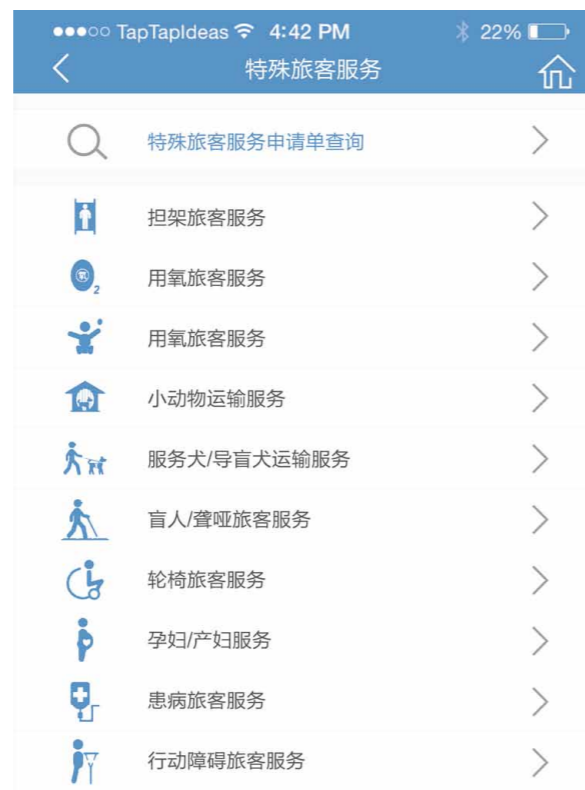 TapTapIdeas 4:42 PM 22%
特殊旅客服务
特殊旅客服务申请单查询
担架旅客服务
氧 2
用氧旅客服务
用氧旅客服务
小动物运输服务
服务犬/导盲犬运输服务
盲人/聋哑旅客服务
轮椅旅客服务
孕妇/产妇服务
患病旅客服务
行动障碍旅客服务